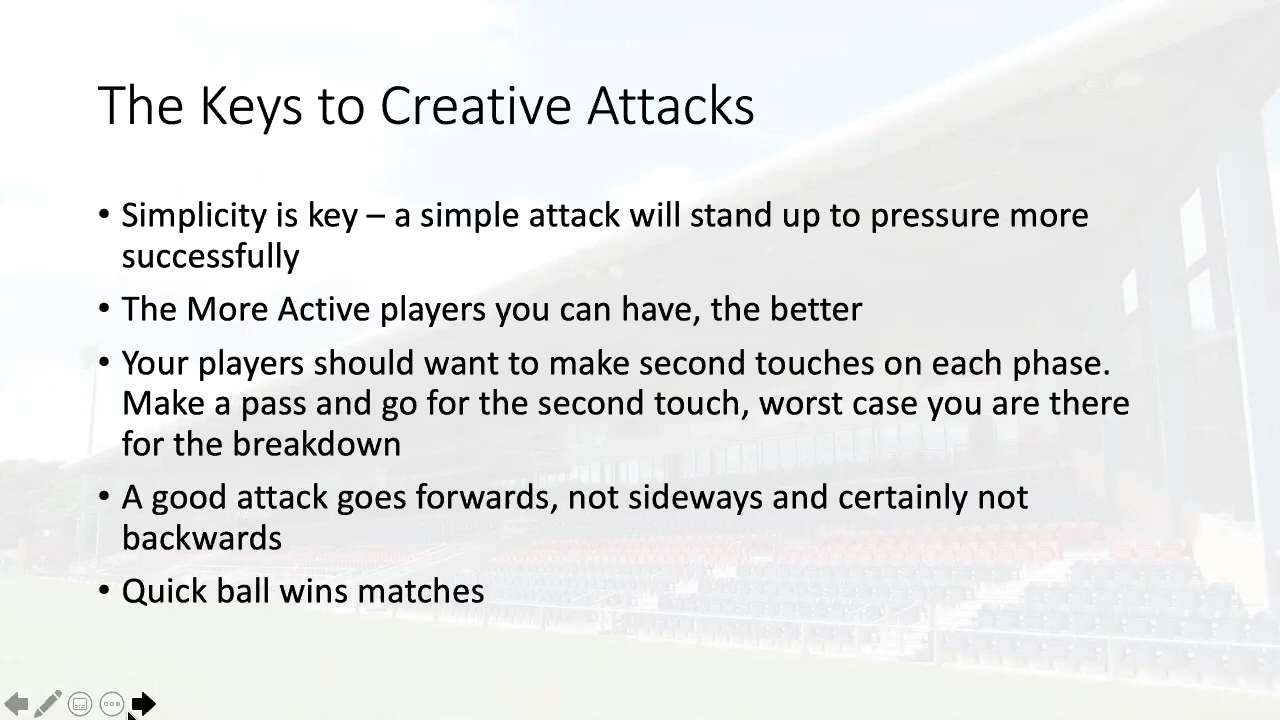 The Keys to Creative Attacks
• Simplicity is key – a simple attack will stand up to pressure more
successfully
• The More Active players you can have, the better
• Your players should want to make second touches on each phase.
Make a pass and go for the second touch, worst case you are there
for the breakdown
• A good attack goes forwards, not sideways and certainly not
backwards
• Quick ball wins matches